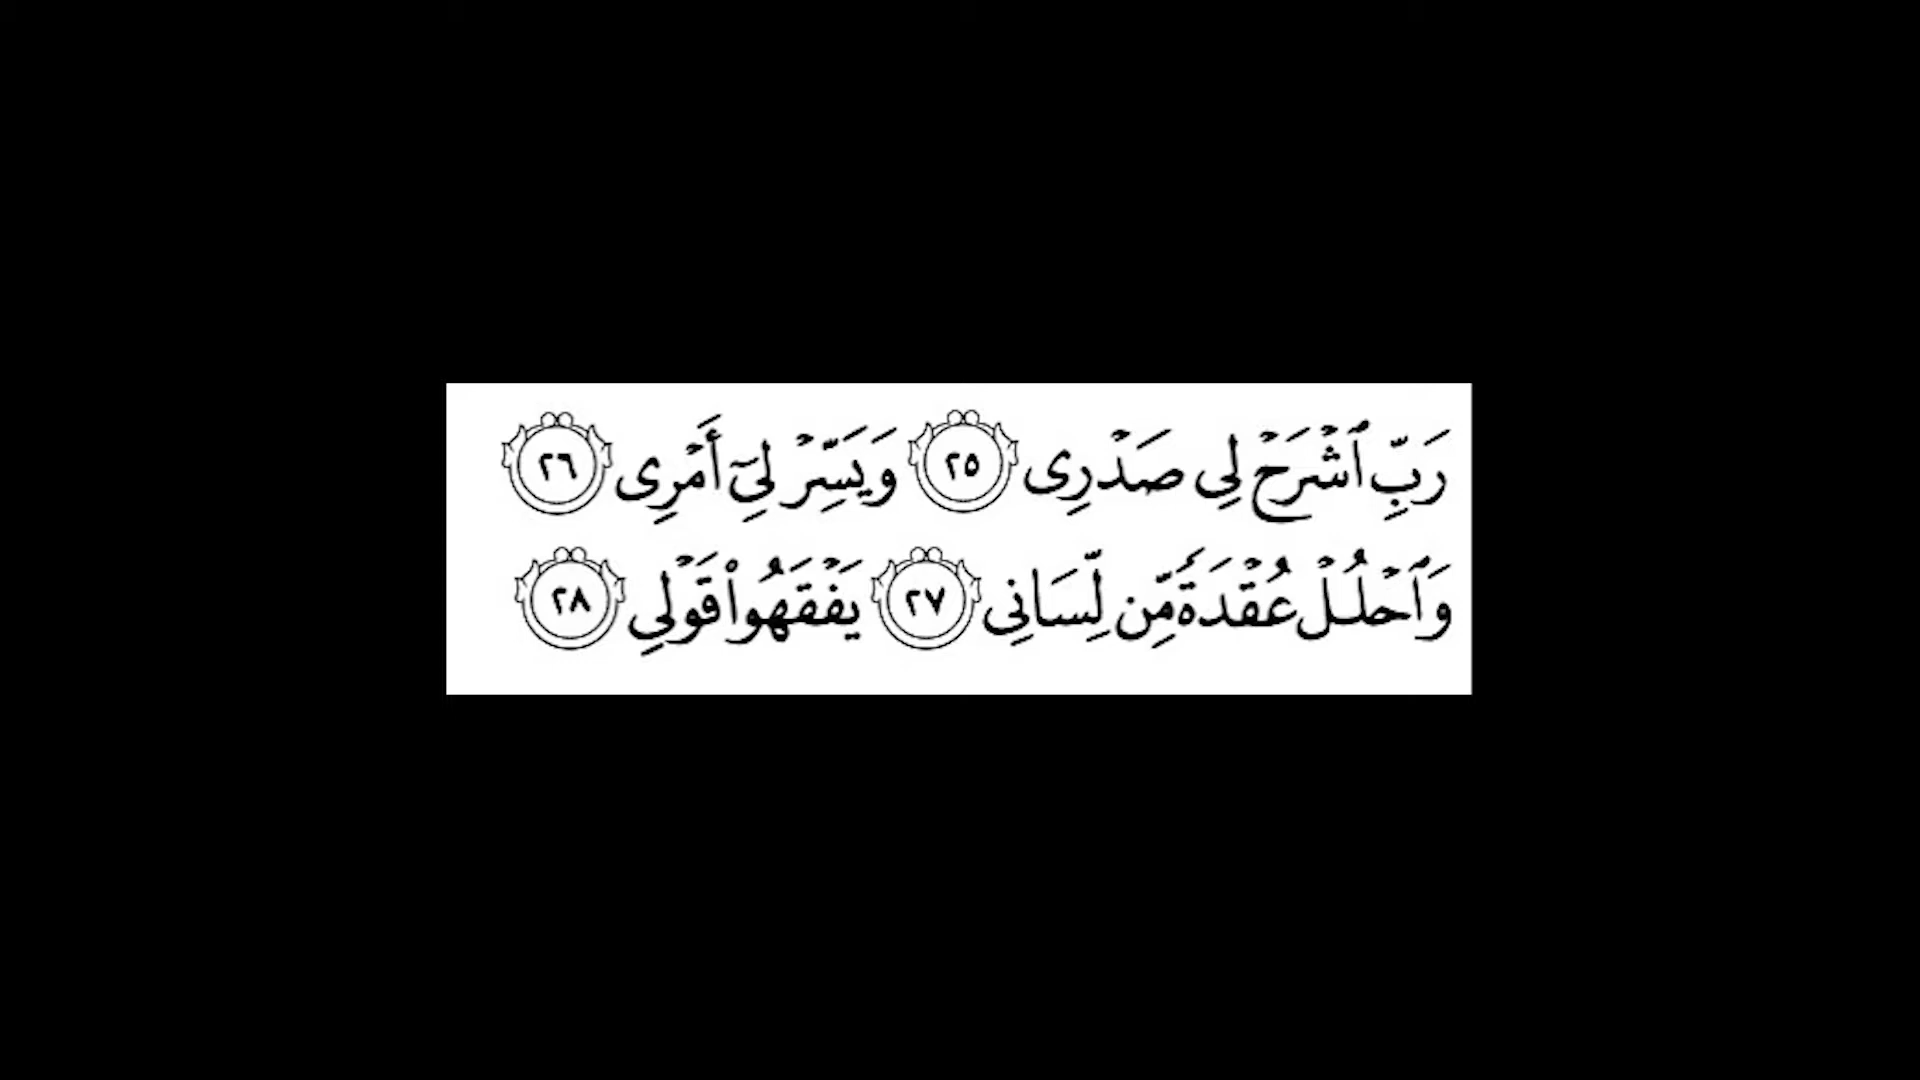 رَبِّ ٱشْرَحْ لِى صَدْرِى ٢٥ وَيَسِّرْ لِىٓ أَمْرِى ٢٦
وَٱحْلُلْ عُقْدَةً مِّن لِّسَانِى ٢٧ يَفْقَهُوا۟ قَوْلِى ٢٨